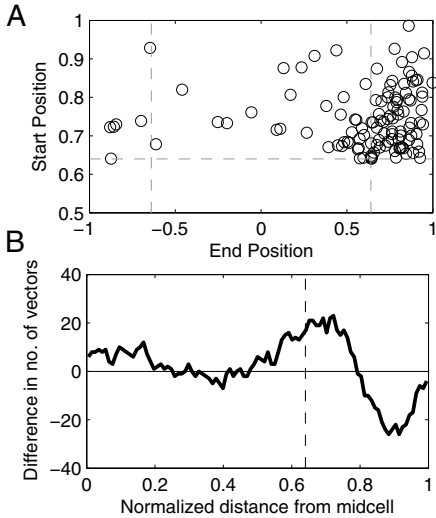 A
1
0.9
0.8
0.7
0.6
0.5
Start Position
−1 −0.5 0 0.5 1
End Position
B
40
20
0
−20
−40
Difference in no. of vectors
0 0.2 0.4 0.6 0.8 1
Normalized distance from midcell